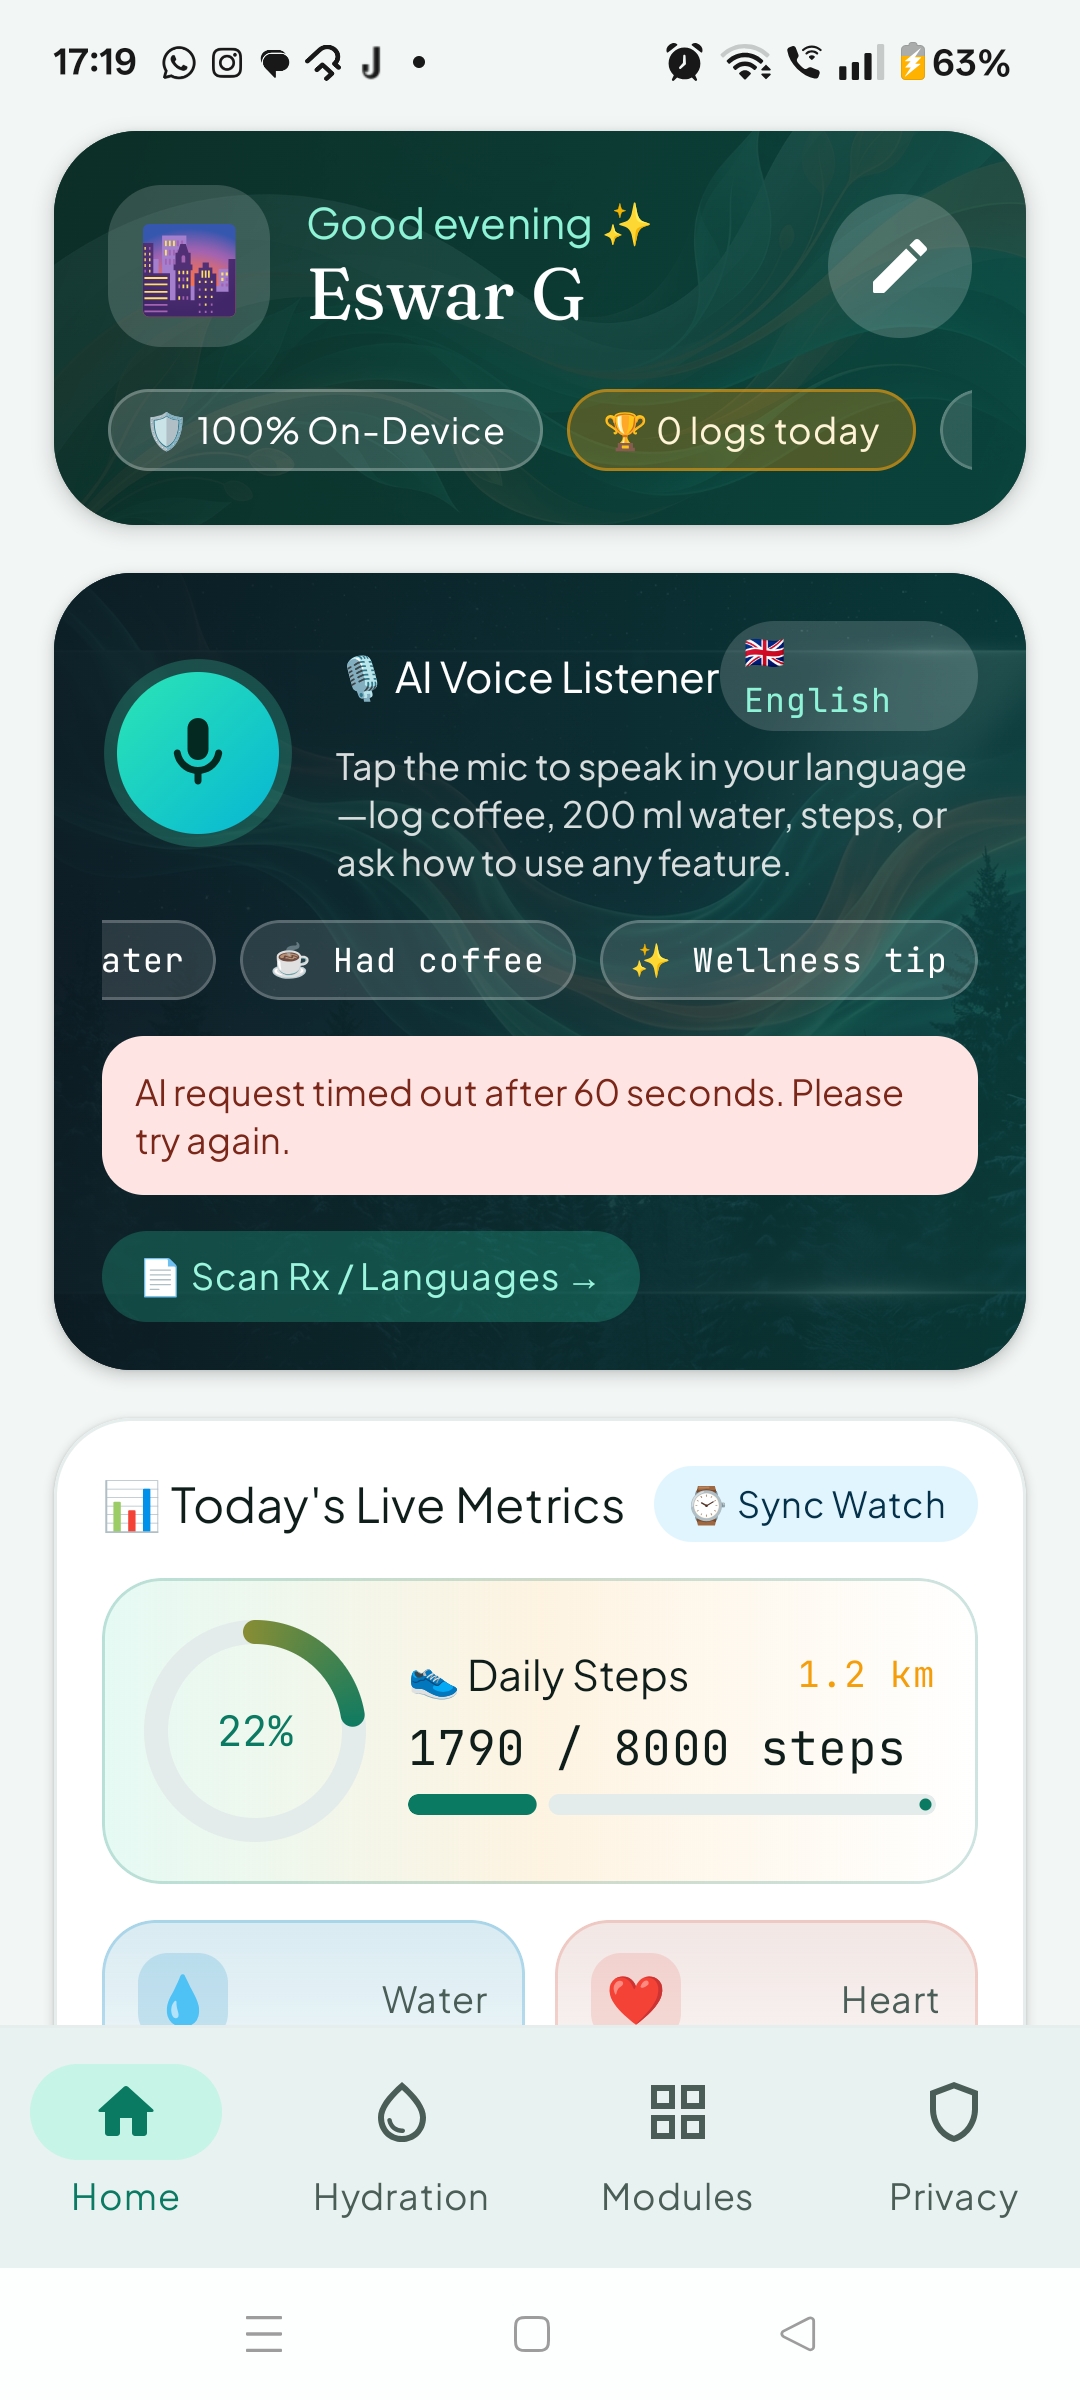 17:19
63%
Good evening ✨
Eswar G
🛡️ 100% On-Device
🏆 0 logs today
🎙️ AI Voice Listener
🇬🇧
English
Tap the mic to speak in your language
—log coffee, 200 ml water, steps, or
ask how to use any feature.
ater
☕ Had coffee
✨ Wellness tip
AI request timed out after 60 seconds. Please
try again.
📄 Scan Rx / Languages →
📊 Today's Live Metrics
⌚ Sync Watch
22%
👟 Daily Steps
1.2 km
1790 / 8000 steps
Water
Heart
Home
Hydration
Modules
Privacy